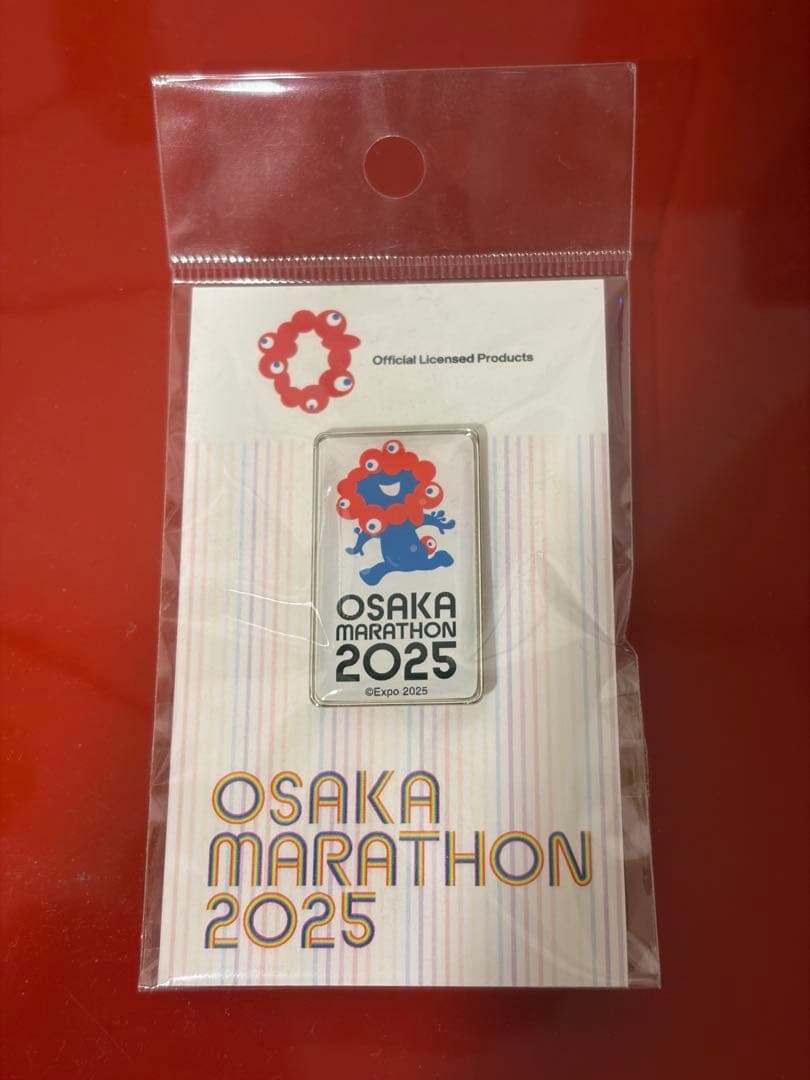 Official Licensed Products
OSAKA
MARATHON
2025
©Expo 2025
OSAKA
MARATHON
2025